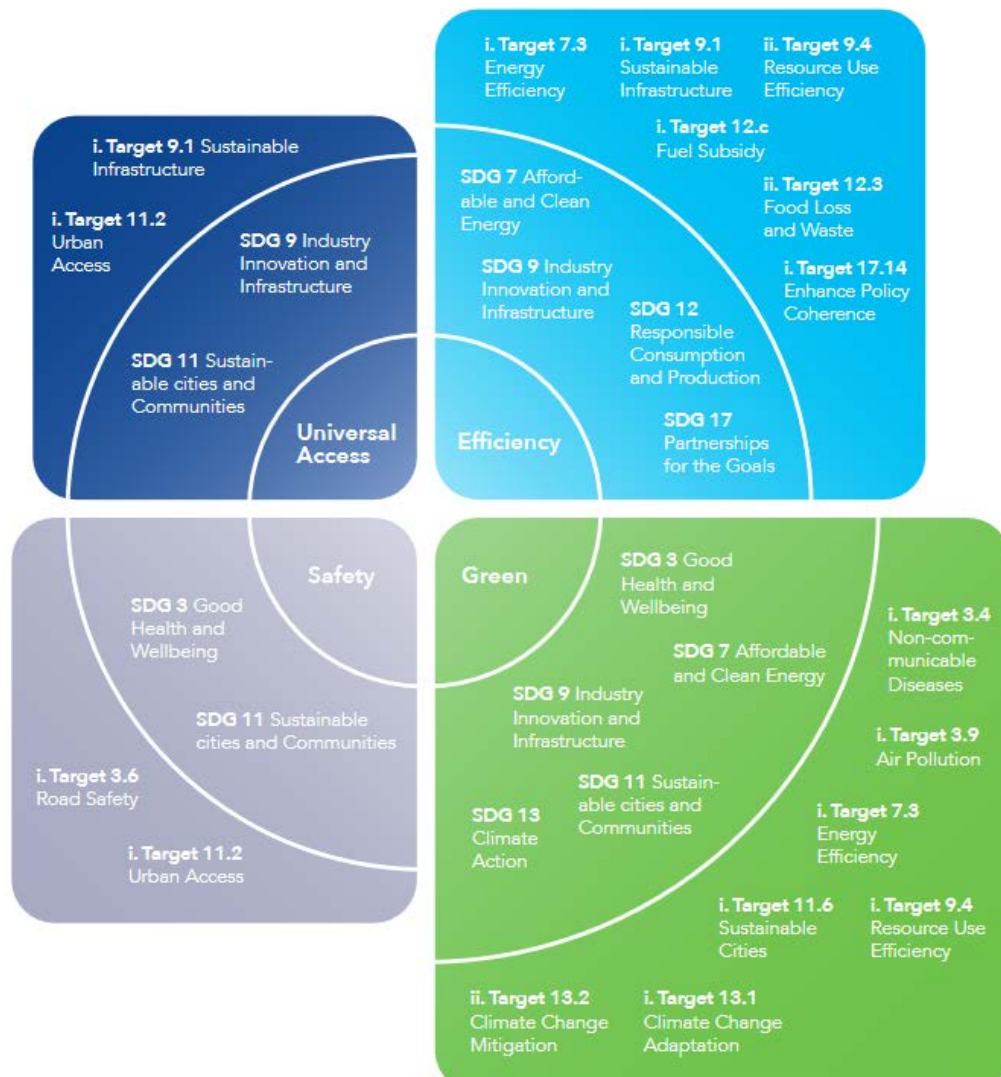 i. Target 9.1 Sustainable
Infrastructure
i. Target 11.2
Urban
Access
SDG 9 Industry
Innovation and
Infrastructure
SDG 11 Sustain-
able cities and
Communities
Universal
Access
i. Target 7.3
Energy
Efficiency
i. Target 9.1
Sustainable
Infrastructure
ii. Target 9.4
Resource Use
Efficiency
i. Target 12.c
Fuel Subsidy
ii. Target 12.3
Food Loss
and Waste
i. Target 17.14
Enhance Policy
Coherence
SDG 7 Afford-
able and Clean
Energy
SDG 9 Industry
Innovation and
Infrastructure
SDG 12
Responsible
Consumption
and Production
SDG 17
Partnerships
for the Goals
Efficiency
Safety
SDG 3 Good
Health and
Wellbeing
SDG 11 Sustainable
cities and Communities
i. Target 3.6
Road Safety
i. Target 11.2
Urban Access
Green
SDG 3 Good
Health and
Wellbeing
SDG 7 Affordable
and Clean Energy
SDG 9 Industry
Innovation and
Infrastructure
SDG 11 Sustain-
able cities and
Communities
SDG 13
Climate
Action
i. Target 3.4
Non-com-
municable
Diseases
i. Target 3.9
Air Pollution
i. Target 7.3
Energy
Efficiency
i. Target 11.6
Sustainable
Cities
i. Target 9.4
Resource Use
Efficiency
ii. Target 13.2
Climate Change
Mitigation
i. Target 13.1
Climate Change
Adaptation